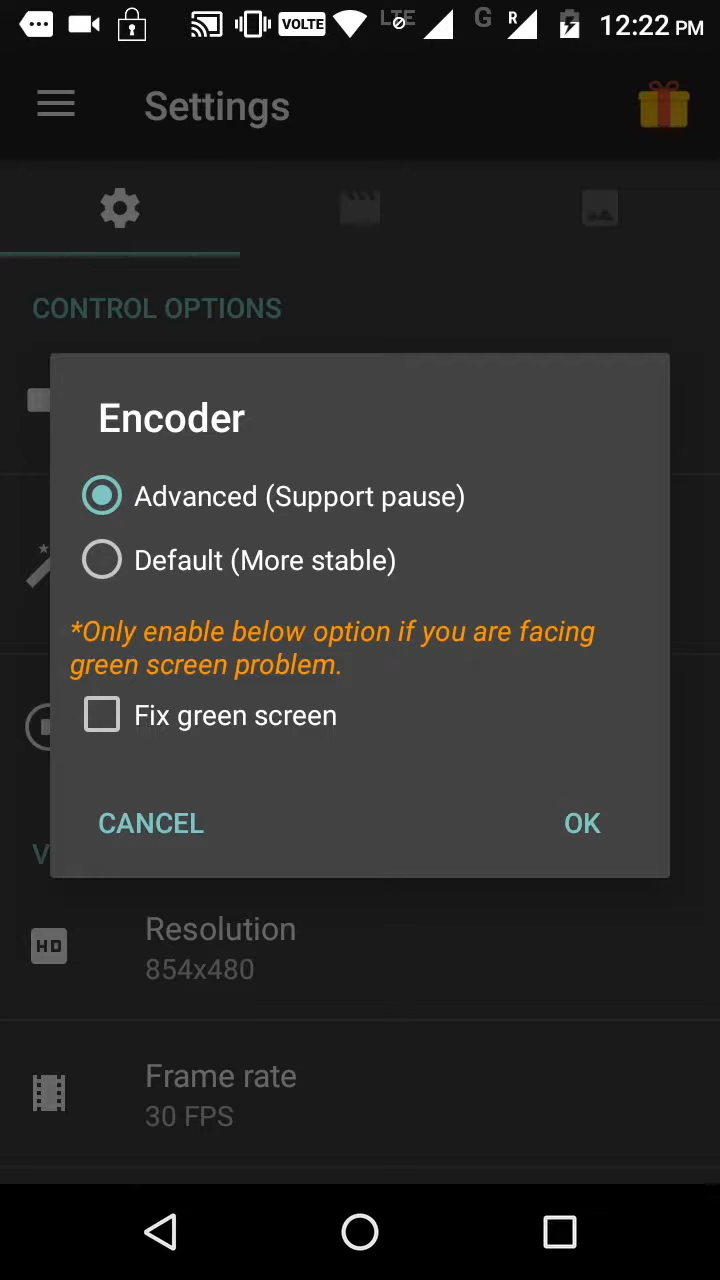 VOLTE LTE G R 12:22 PM
Settings
CONTROL OPTIONS
Encoder
Advanced (Support pause)
Default (More stable)
*Only enable below option if you are facing
green screen problem.
Fix green screen
CANCEL OK
V
HD
Resolution
854x480
Frame rate
30 FPS